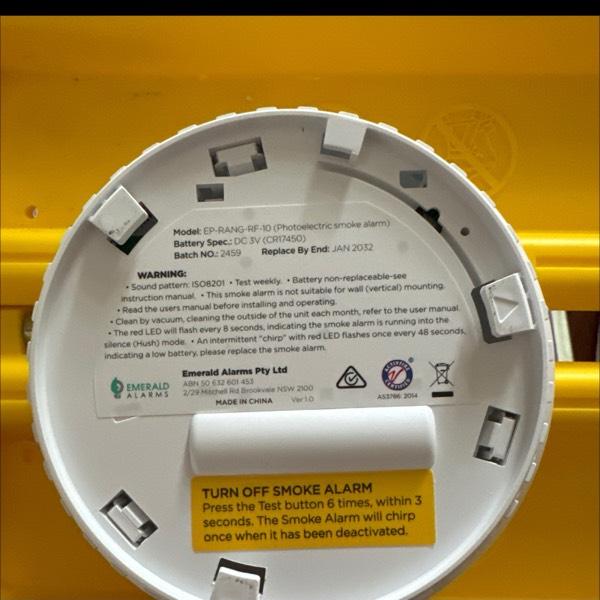 Model: EP-RANG-RF-10 (Photoelectric smoke alarm)
Battery Spec.: DC 3V (CR17450)
Batch NO.: 2459 Replace By End: JAN 2032
WARNING:
• Sound pattern: ISO8201 • Test weekly. • Battery non-replaceable-see
instruction manual. • This smoke alarm is not suitable for wall (vertical) mounting.
• Read the users manual before installing and operating.
• Clean by vacuum, cleaning the outside of the unit each month, refer to the user manual.
• The red LED will flash every 8 seconds, indicating the smoke alarm is running into the
silence (Hush) mode. • An intermittent "chirp" with red LED flashes once every 48 seconds,
indicating a low battery, please replace the smoke alarm.
EMERALD
ALARMS
Emerald Alarms Pty Ltd
ABN 50 632 601 453
2/29 Mitchell Rd Brookvale NSW 2100
MADE IN CHINA Ver1.0
AS3786: 2014
TURN OFF SMOKE ALARM
Press the Test button 6 times, within 3
seconds. The Smoke Alarm will chirp
once when it has been deactivated.